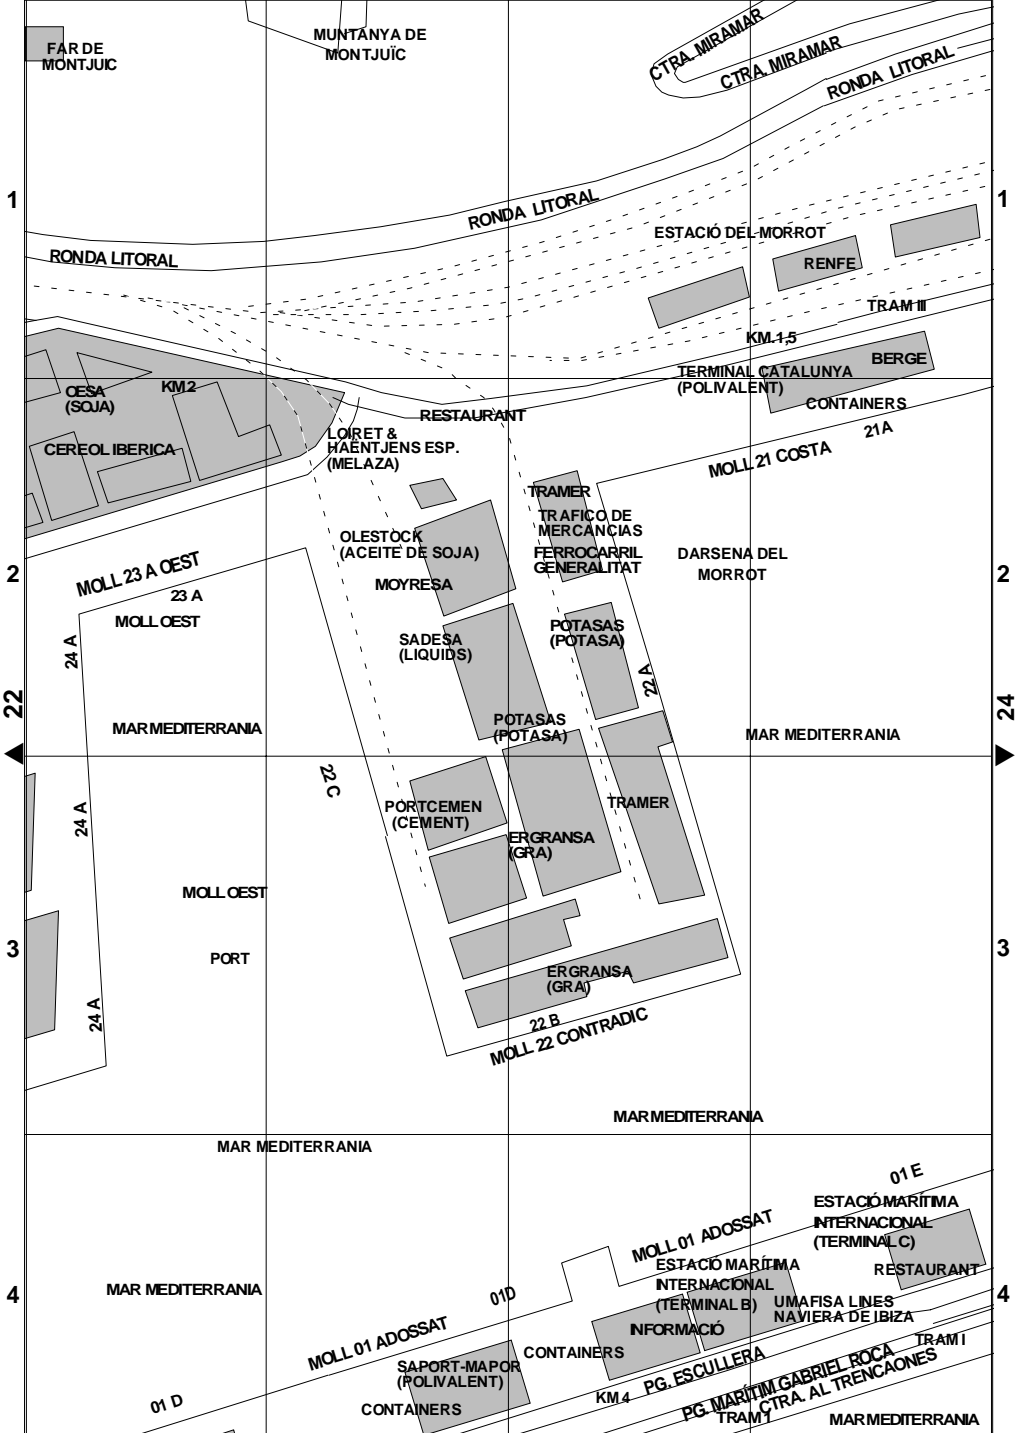 FAR DE
MONTJUIC
MUNTANYA DE
MONTJUÏC
CTRA. MIRAMAR
CTRA. MIRAMAR
RONDA LITORAL
1
1
RONDA LITORAL
ESTACIÓ DEL MORROT
RONDA LITORAL
RENFE
TRAM III
KM.1,5
BERGE
TERMINAL CATALUNYA
(POLIVALENT)
CONTAINERS
KM.2
OESA
(SOJA)
RESTAURANT
21A
LOIRET &
HAËNTJENS ESP.
(MELAZA)
CEREOL IBERICA
MOLL 21 COSTA
TRAMER
TRAFICO DE
MERCANCIAS
OLESTOCK
(ACEITE DE SOJA)
FERROCARRIL
GENERALITAT
DARSENA DEL
MORROT
MOLL 23 A OEST
2
2
MOYRESA
23 A
MOLL OEST
POTASAS
(POTASA)
24 A
SADESA
(LIQUIDS)
22 A
22
24
POTASAS
(POTASA)
MAR MEDITERRANIA
MAR MEDITERRANIA
22 C
24 A
PORTCEMEN
(CEMENT)
TRAMER
ERGRANSA
(GRA)
MOLL OEST
3
3
PORT
ERGRANSA
(GRA)
24 A
22 B
MOLL 22 CONTRADIC
MAR MEDITERRANIA
MAR MEDITERRANIA
01 E
ESTACIÓ MARÍTIMA
INTERNACIONAL
(TERMINAL C)
MOLL 01 ADOSSAT
ESTACIÓ MARÍTIMA
INTERNACIONAL
(TERMINAL B)
RESTAURANT
4
4
MAR MEDITERRANIA
01D
UMAFISA LINES
NAVIERA DE IBIZA
INFORMACIÓ
MOLL 01 ADOSSAT
TRAM I
CONTAINERS
SAPORT-MAPOR
(POLIVALENT)
PG. ESCULLERA
PG. MARÍTIM GABRIEL ROCA
CTRA. AL TRENCAONES
KM 4
01 D
CONTAINERS
TRAM 1
MAR MEDITERRANIA